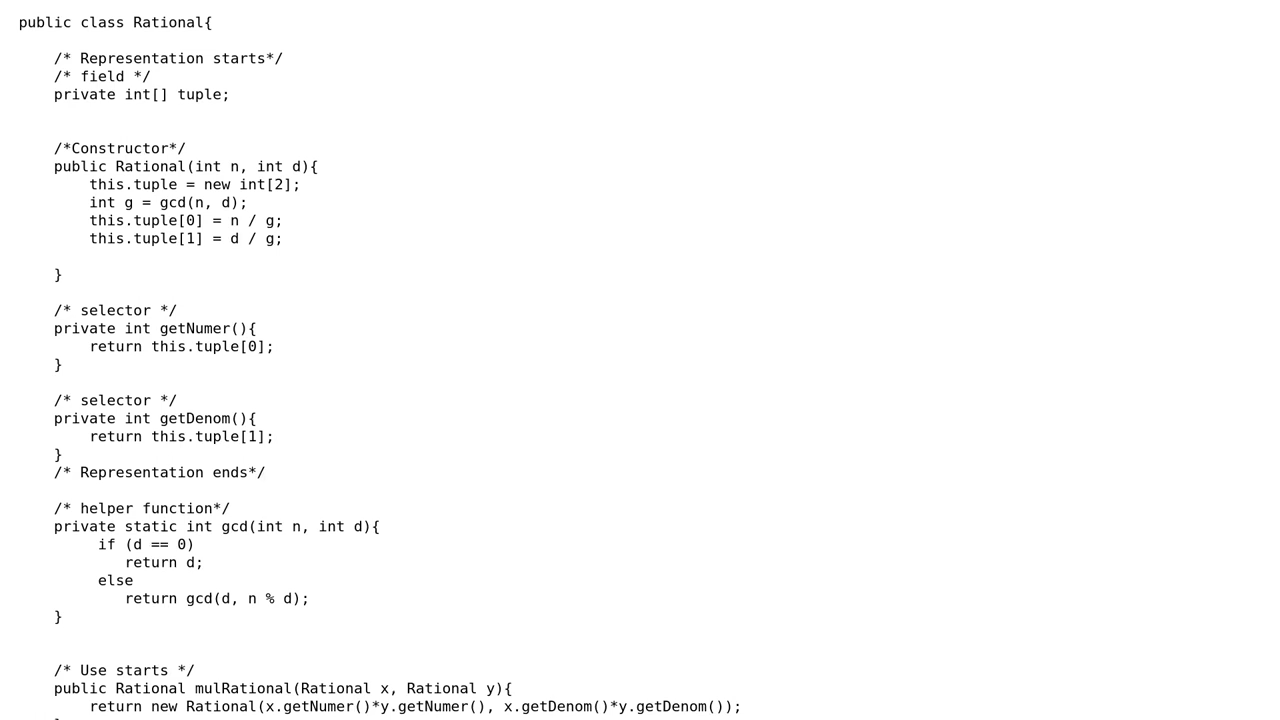 public class Rational{
/* Representation starts*/
/* field */
private int[] tuple;
/*Constructor*/
public Rational(int n, int d){
this.tuple = new int[2];
int g = gcd(n, d);
this.tuple[0] = n / g;
this.tuple[1] = d / g;
}
/* selector */
private int getNumer(){
return this.tuple[0];
}
/* selector */
private int getDenom(){
return this.tuple[1];
}
/* Representation ends*/
/* helper function*/
private static int gcd(int n, int d){
if (d == 0)
return d;
else
return gcd(d, n % d);
}
/* Use starts */
public Rational mulRational(Rational x, Rational y){
return new Rational(x.getNumer()*y.getNumer(), x.getDenom()*y.getDenom());